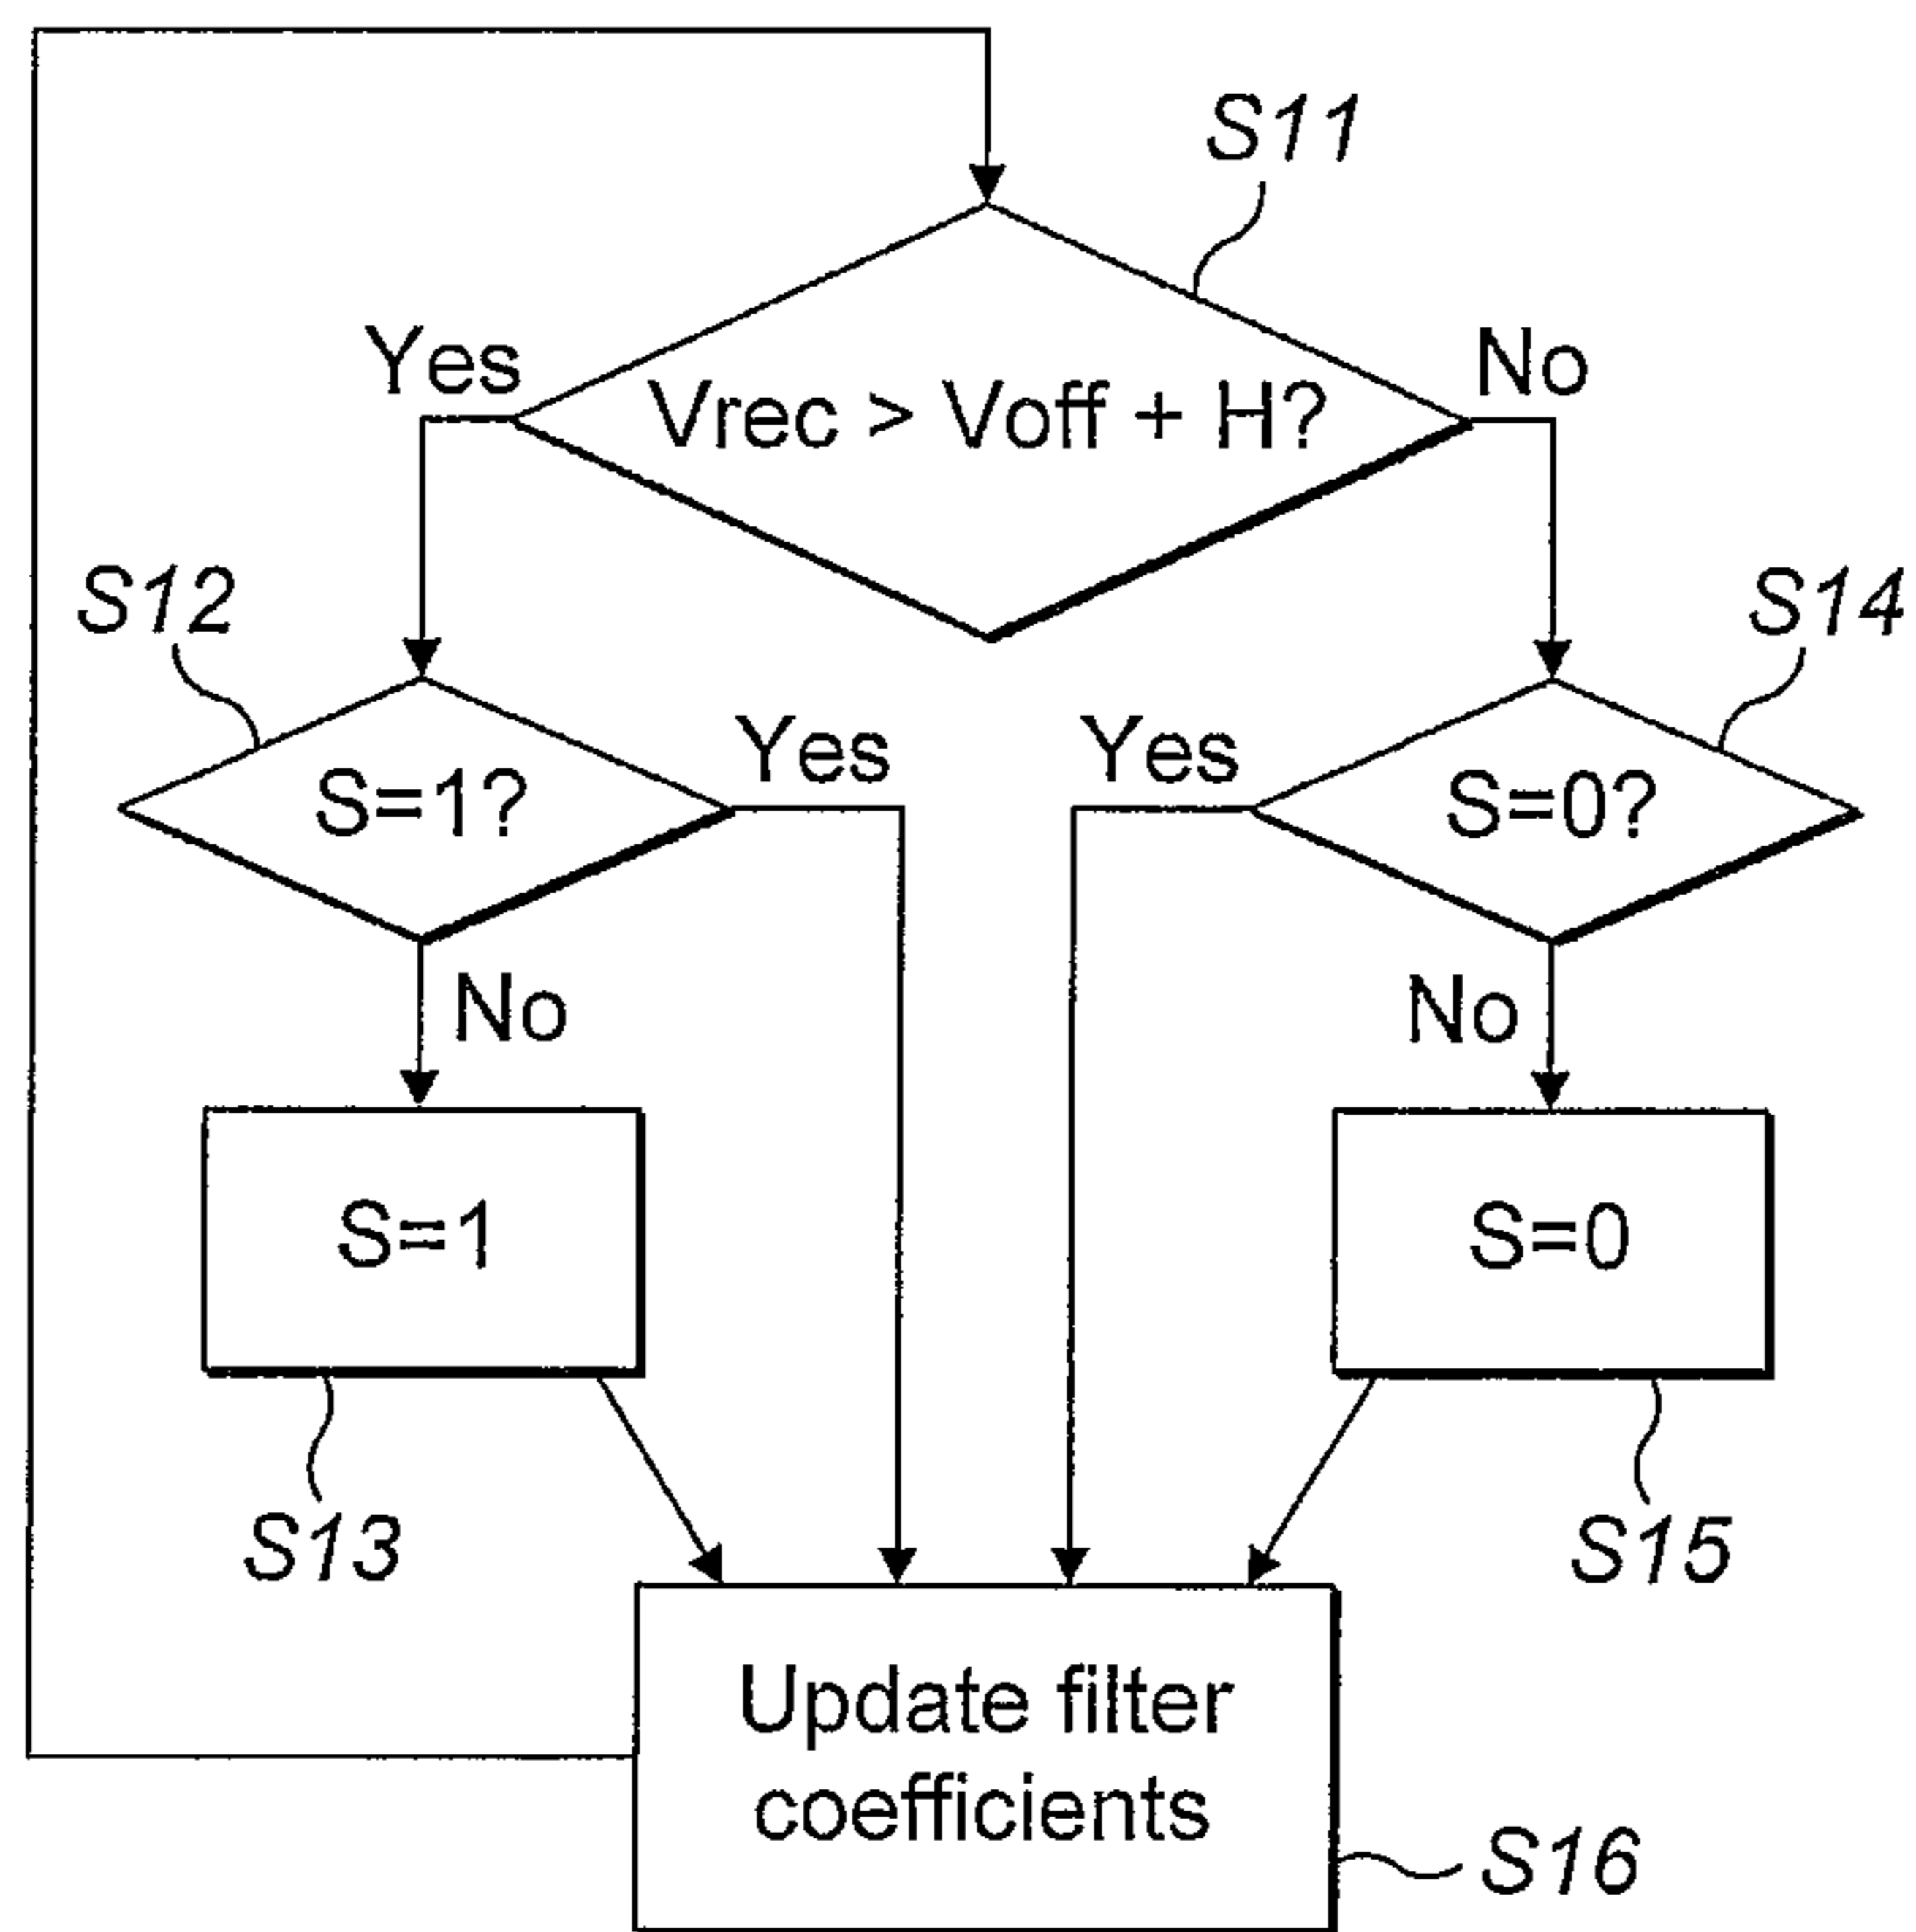 S11
Yes
No
Vrec > Voff + H?
S12
S14
Yes
Yes
S=1?
S=0?
No
No
S=1
S=0
S13
S15
Update filter
coefficients
S16